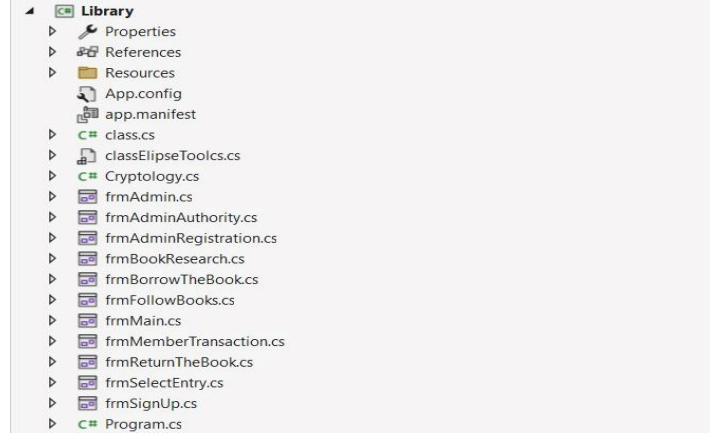 C# Library
Properties
References
Resources
App.config
app.manifest
C# class.cs
classElipseToolcs.cs
C# Cryptology.cs
frmAdmin.cs
frmAdminAuthority.cs
frmAdminRegistration.cs
frmBookResearch.cs
frmBorrowTheBook.cs
frmFollowBooks.cs
frmMain.cs
frmMemberTransaction.cs
frmReturnTheBook.cs
frmSelectEntry.cs
frmSignUp.cs
C# Program.cs